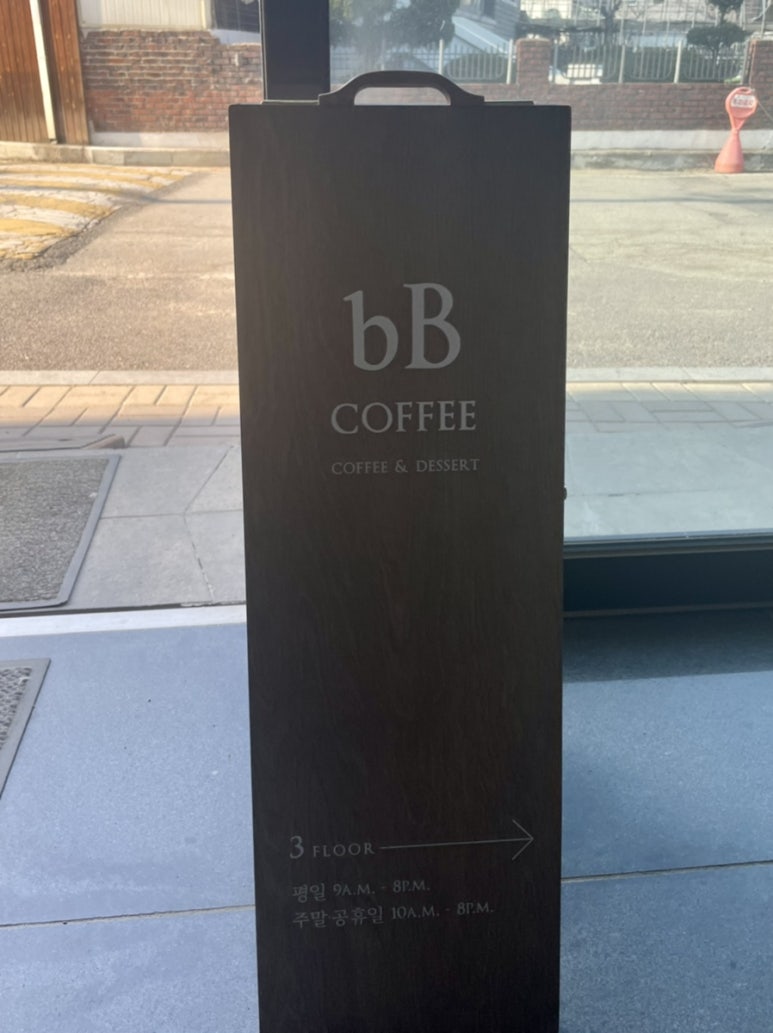 bB
COFFEE
COFFEE & DESSERT
3 FLOOR
평일 9A.M. - 8P.M.
주말·공휴일 10A.M. - 8P.M.